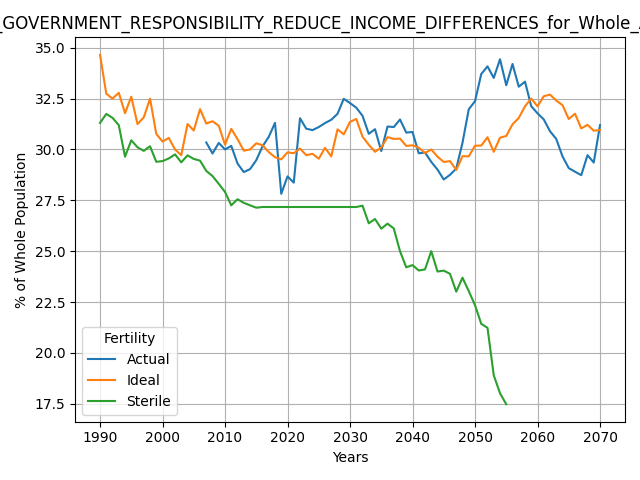 _GOVERNMENT_RESPONSIBILITY_REDUCE_INCOME_DIFFERENCES_for_Whole_
35.0
32.5
30.0
27.5
25.0
22.5
20.0
17.5
% of Whole Population
Fertility
Actual
Ideal
Sterile
1990 2000 2010 2020 2030 2040 2050 2060 2070
Years